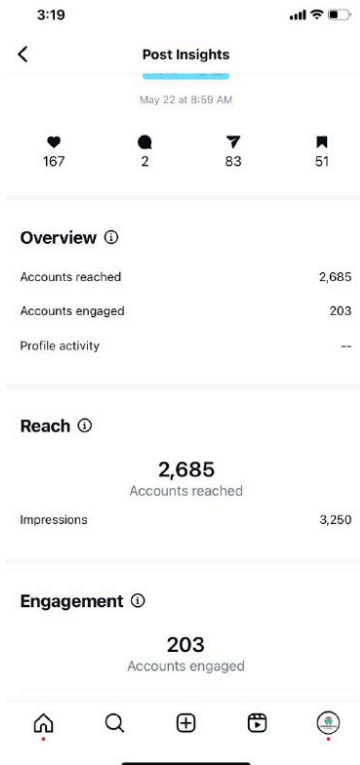 3:19
Post Insights
May 22 at 8:59 AM
167 2 83 51
Overview
Accounts reached 2,685
Accounts engaged 203
Profile activity --
Reach
2,685
Accounts reached
Impressions 3,250
Engagement
203
Accounts engaged